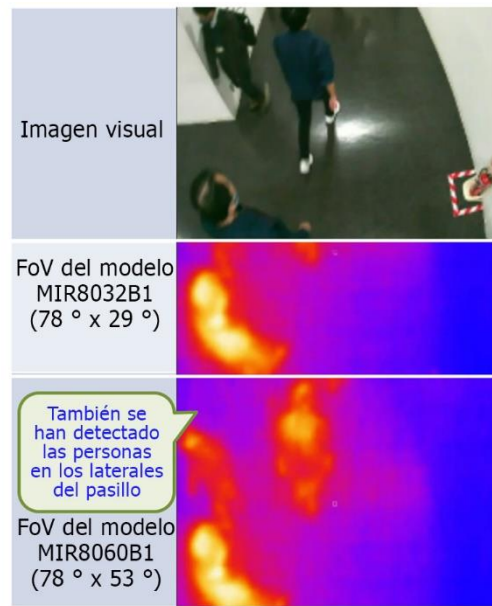 Imagen visual
FoV del modelo
MIR8032B1
(78 ° x 29 °)
También se
han detectado
las personas
en los laterales
del pasillo
FoV del modelo
MIR8060B1
(78 ° x 53 °)